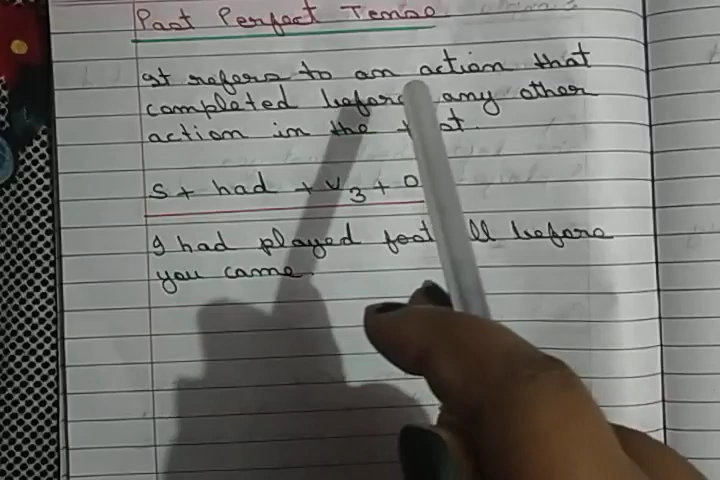 Past Perfect Tense
It refers to an action that
completed before any other
action in the
S + had + V3 + O
I had played before
you came.